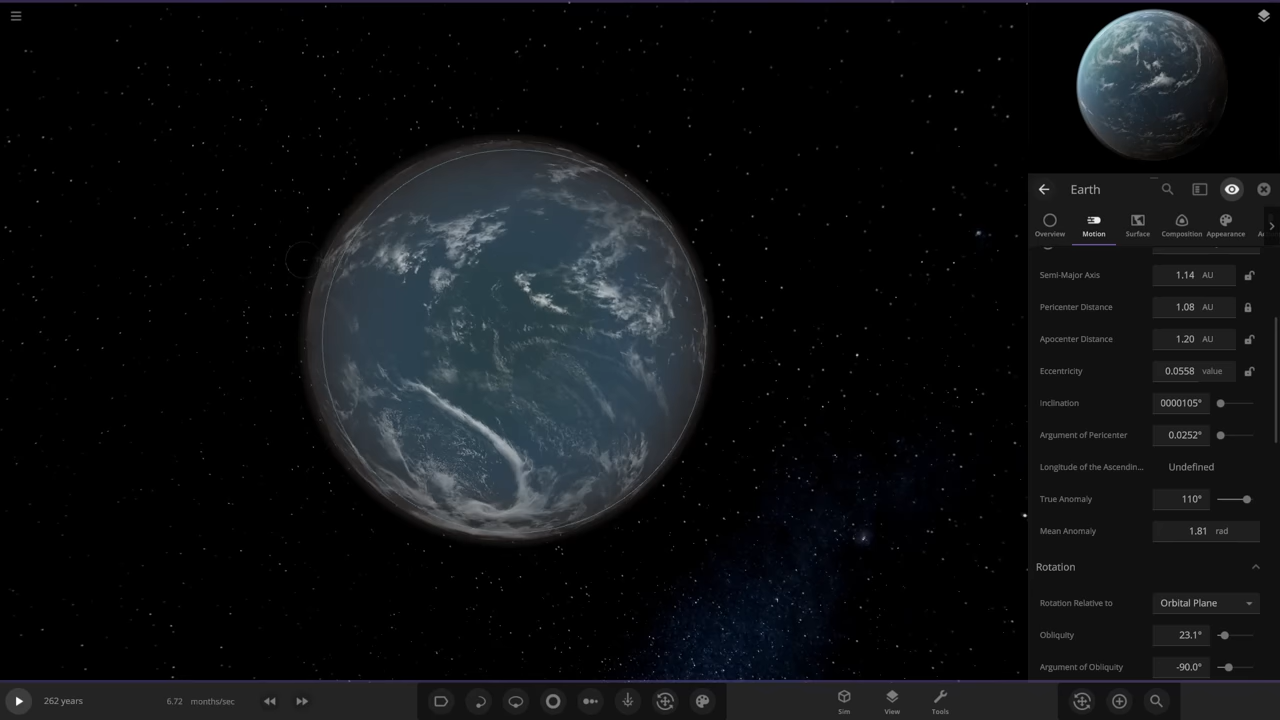 Earth
Overview Motion Surface Composition Appearance
Semi-Major Axis 1.14 AU
Pericenter Distance 1.08 AU
Apocenter Distance 1.20 AU
Eccentricity 0.0558 value
Inclination 0000105°
Argument of Pericenter 0.0252°
Longitude of the Ascendin... Undefined
True Anomaly 110°
Mean Anomaly 1.81 rad
Rotation
Rotation Relative to Orbital Plane
Obliquity 23.1°
Argument of Obliquity -90.0°
262 years 6.72 months/sec Sim View Tools